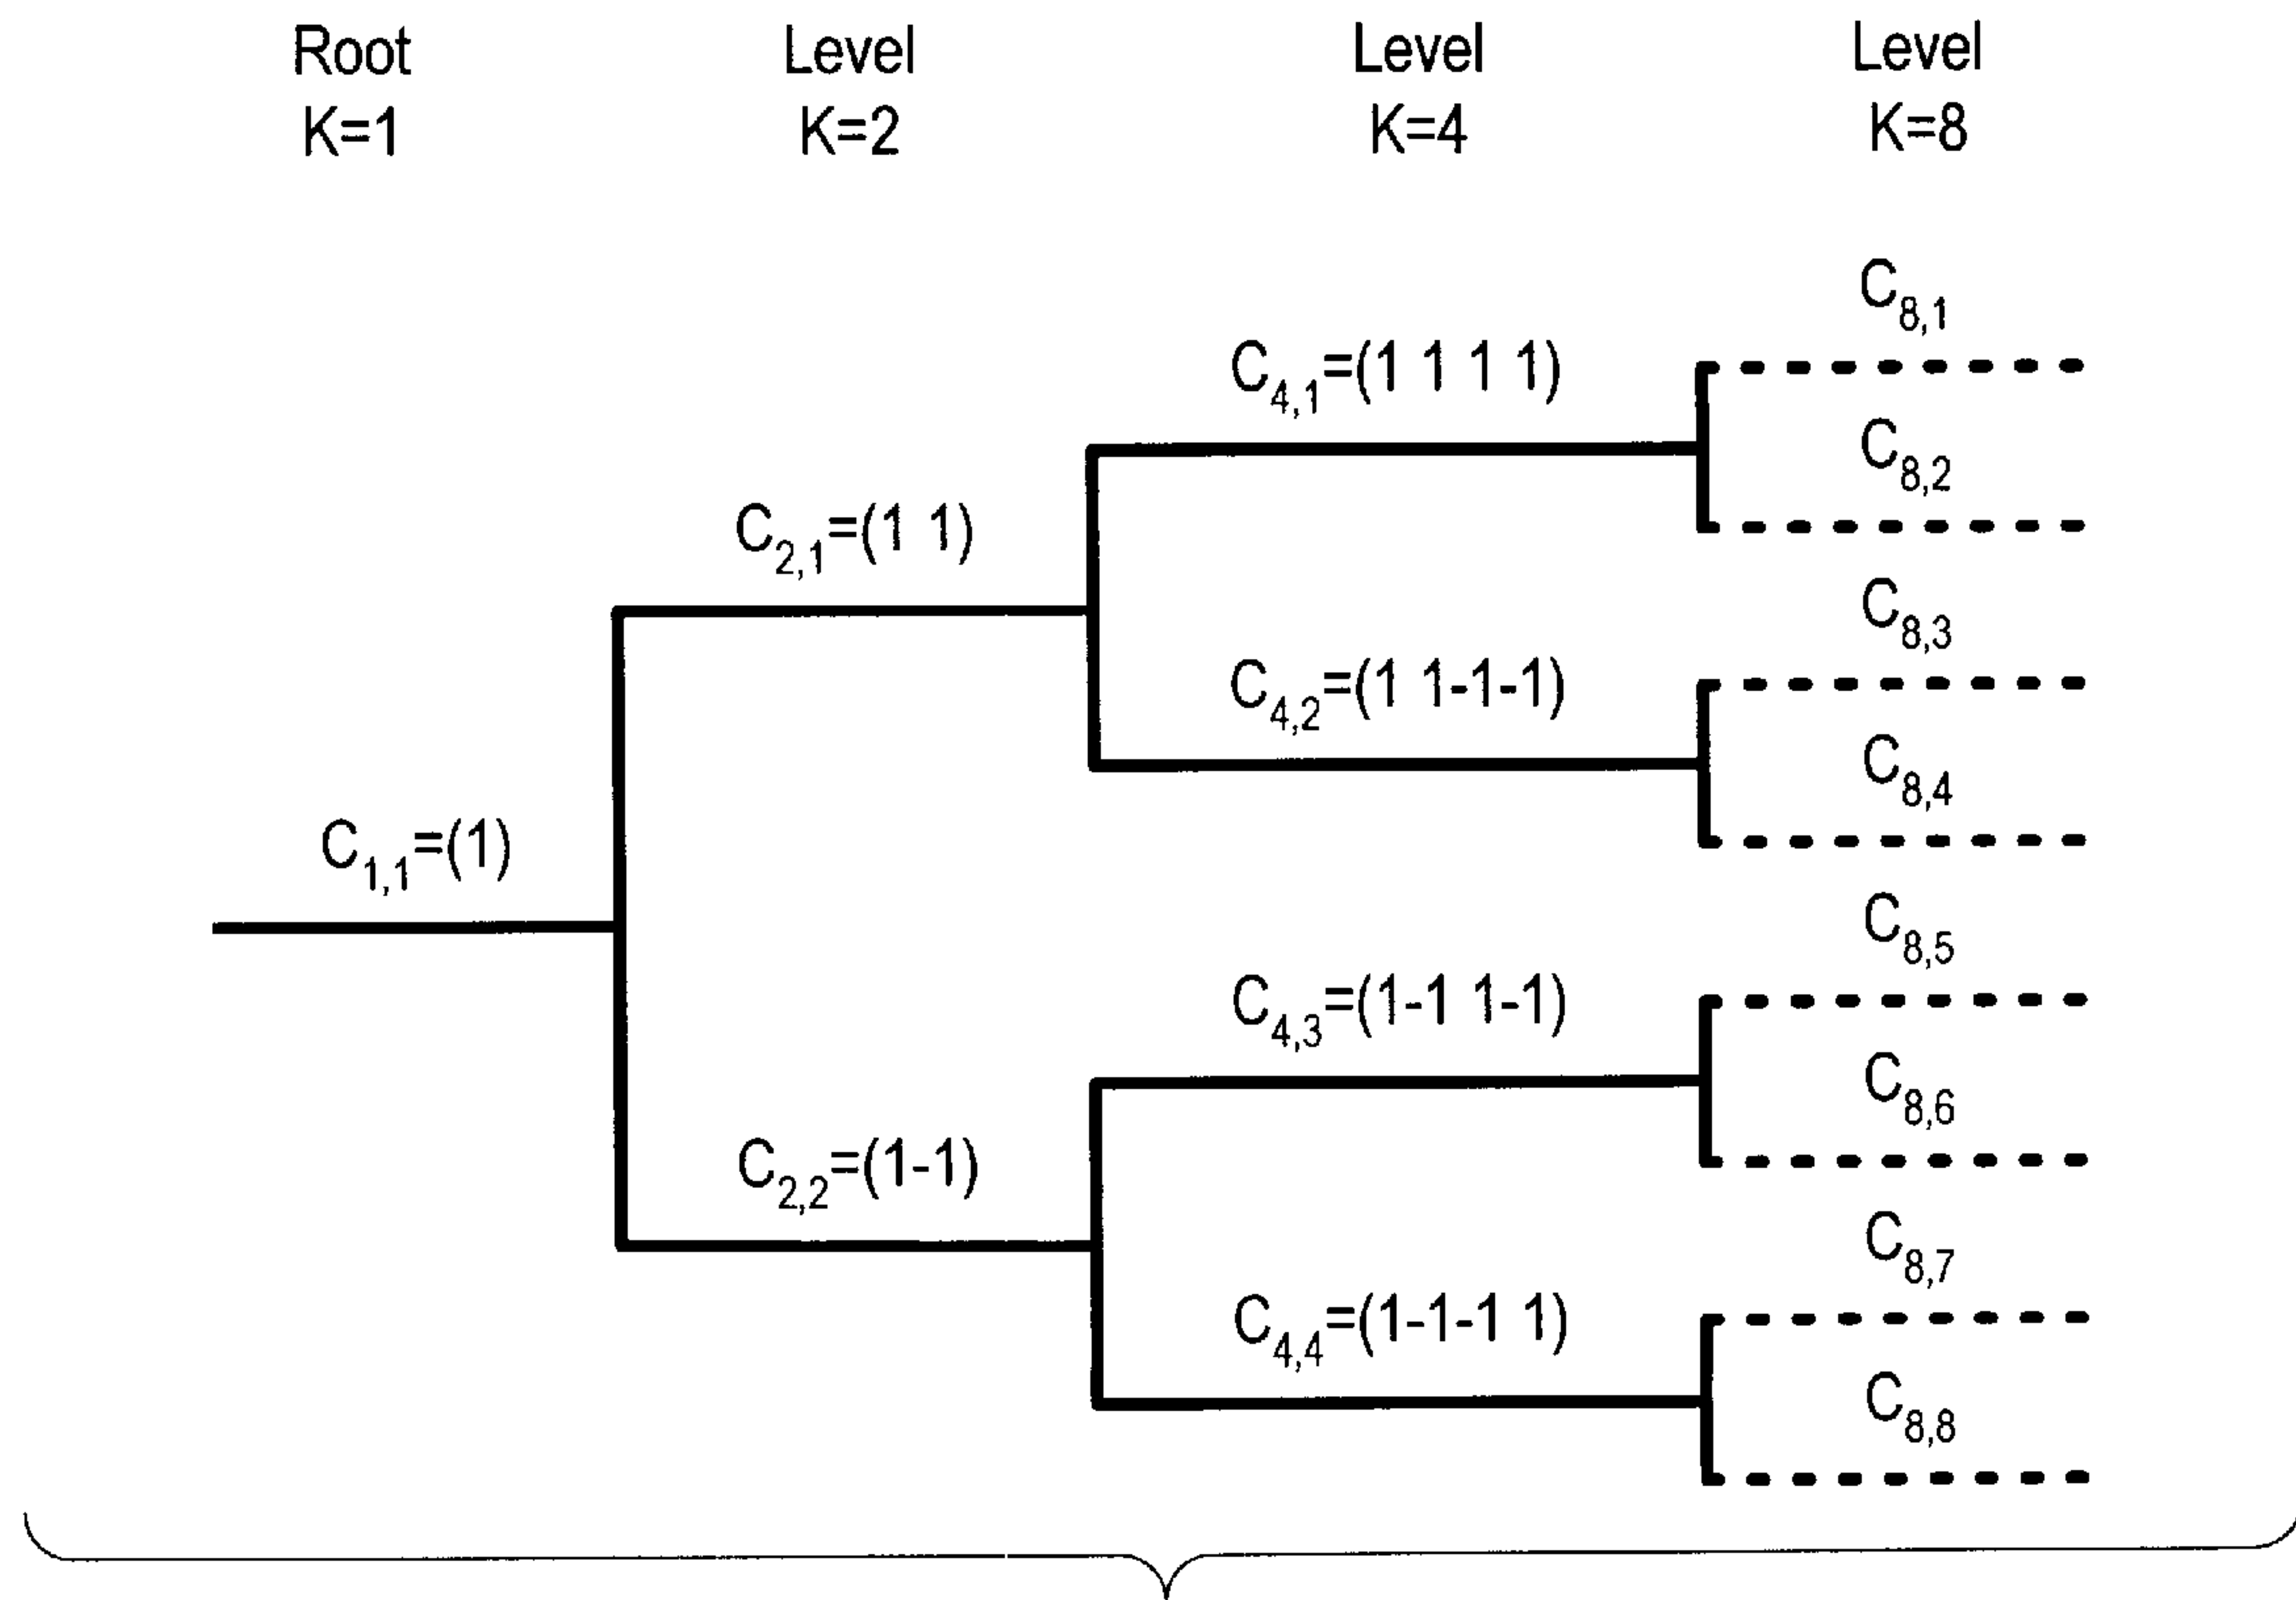 Root Level Level Level
K=1 K=2 K=4 K=8
C8,1
C4,1=(1 1 1 1)
C8,2
C2,1=(1 1)
C8,3
C4,2=(1 1-1-1)
C8,4
C1,1=(1)
C8,5
C4,3=(1-1 1-1)
C8,6
C2,2=(1-1)
C8,7
C4,4=(1-1-1 1)
C8,8